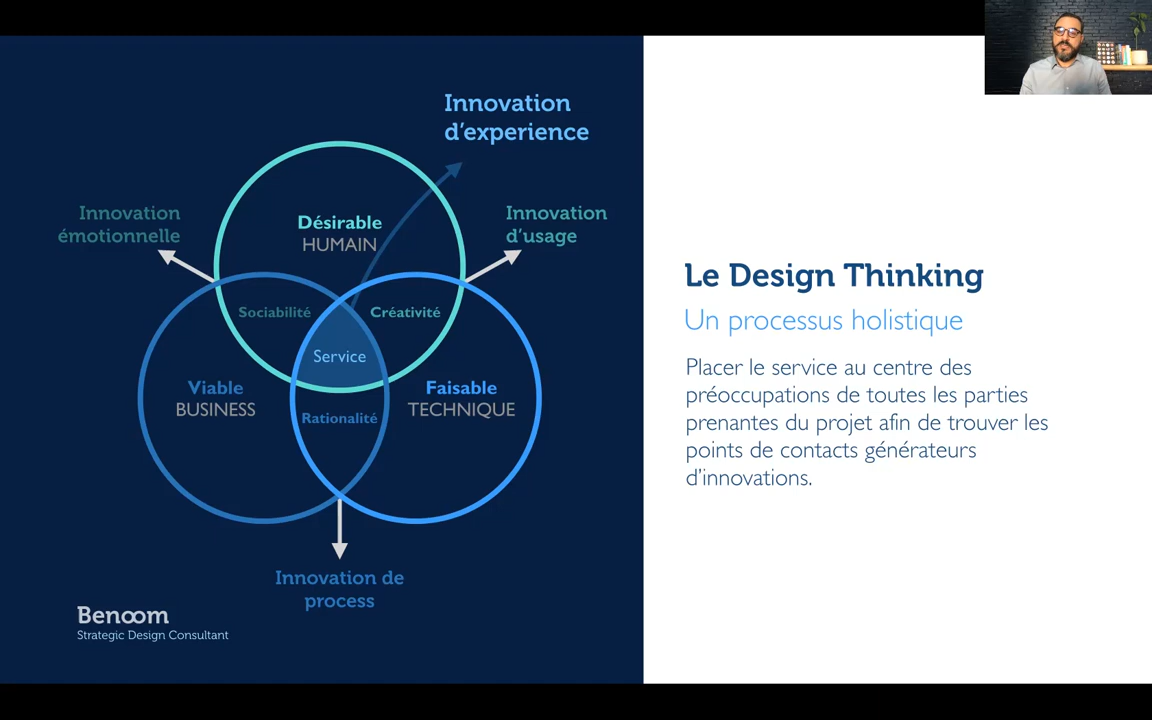 Innovation
d’experience
Innovation
émotionnelle
Désirable
HUMAIN
Innovation
d’usage
Sociabilité
Créativité
Service
Viable
BUSINESS
Faisable
TECHNIQUE
Rationalité
Innovation de
process
Benoom
Strategic Design Consultant
Le Design Thinking
Un processus holistique
Placer le service au centre des
préoccupations de toutes les parties
prenantes du projet afin de trouver les
points de contacts générateurs
d’innovations.